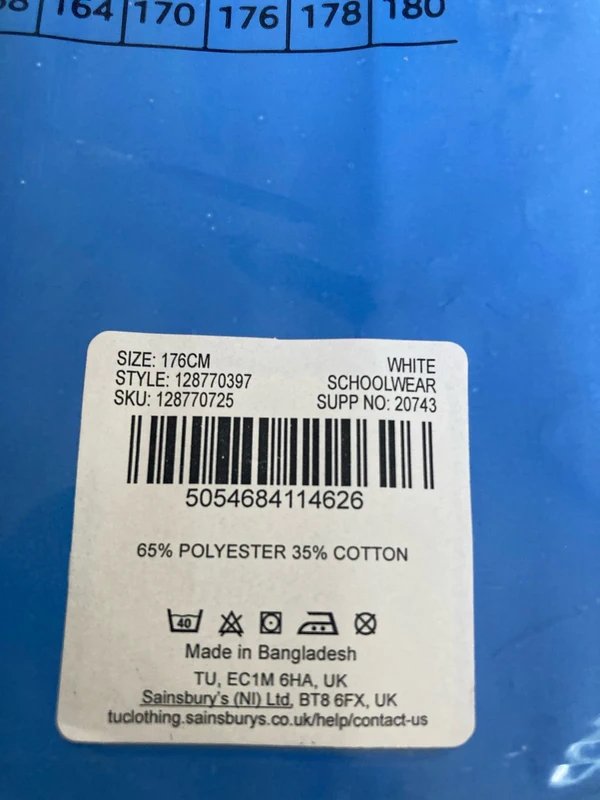 164 170 176 178 180
SIZE: 176CM
STYLE: 128770397
SKU: 128770725
WHITE
SCHOOLWEAR
SUPP NO: 20743
5054684114626
65% POLYESTER 35% COTTON
40
Made in Bangladesh
TU, EC1M 6HA, UK
Sainsbury's (NI) Ltd, BT8 6FX, UK
tuclothing.sainsburys.co.uk/help/contact-us